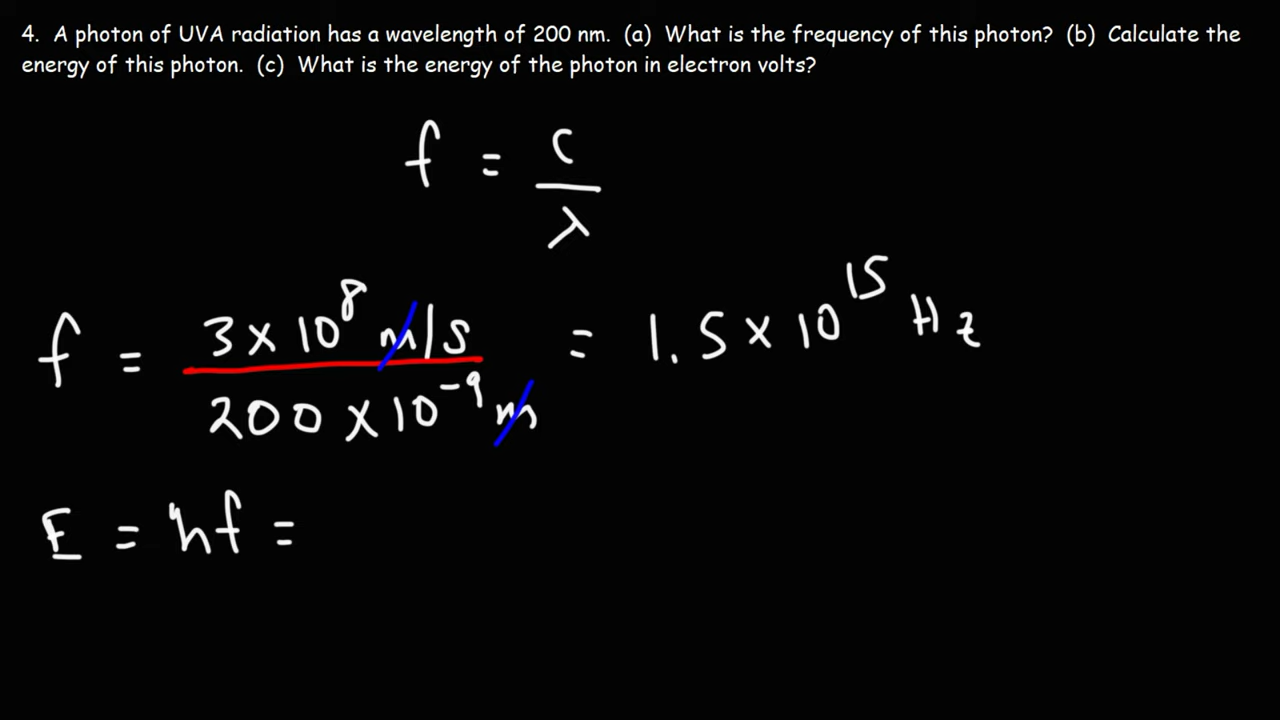 4. A photon of UVA radiation has a wavelength of 200 nm. (a) What is the frequency of this photon? (b) Calculate the
energy of this photon. (c) What is the energy of the photon in electron volts?
f = c / λ
f = 3 x 10^8 m/s / 200 x 10^-9 m = 1.5 x 10^15 Hz
E = hf =